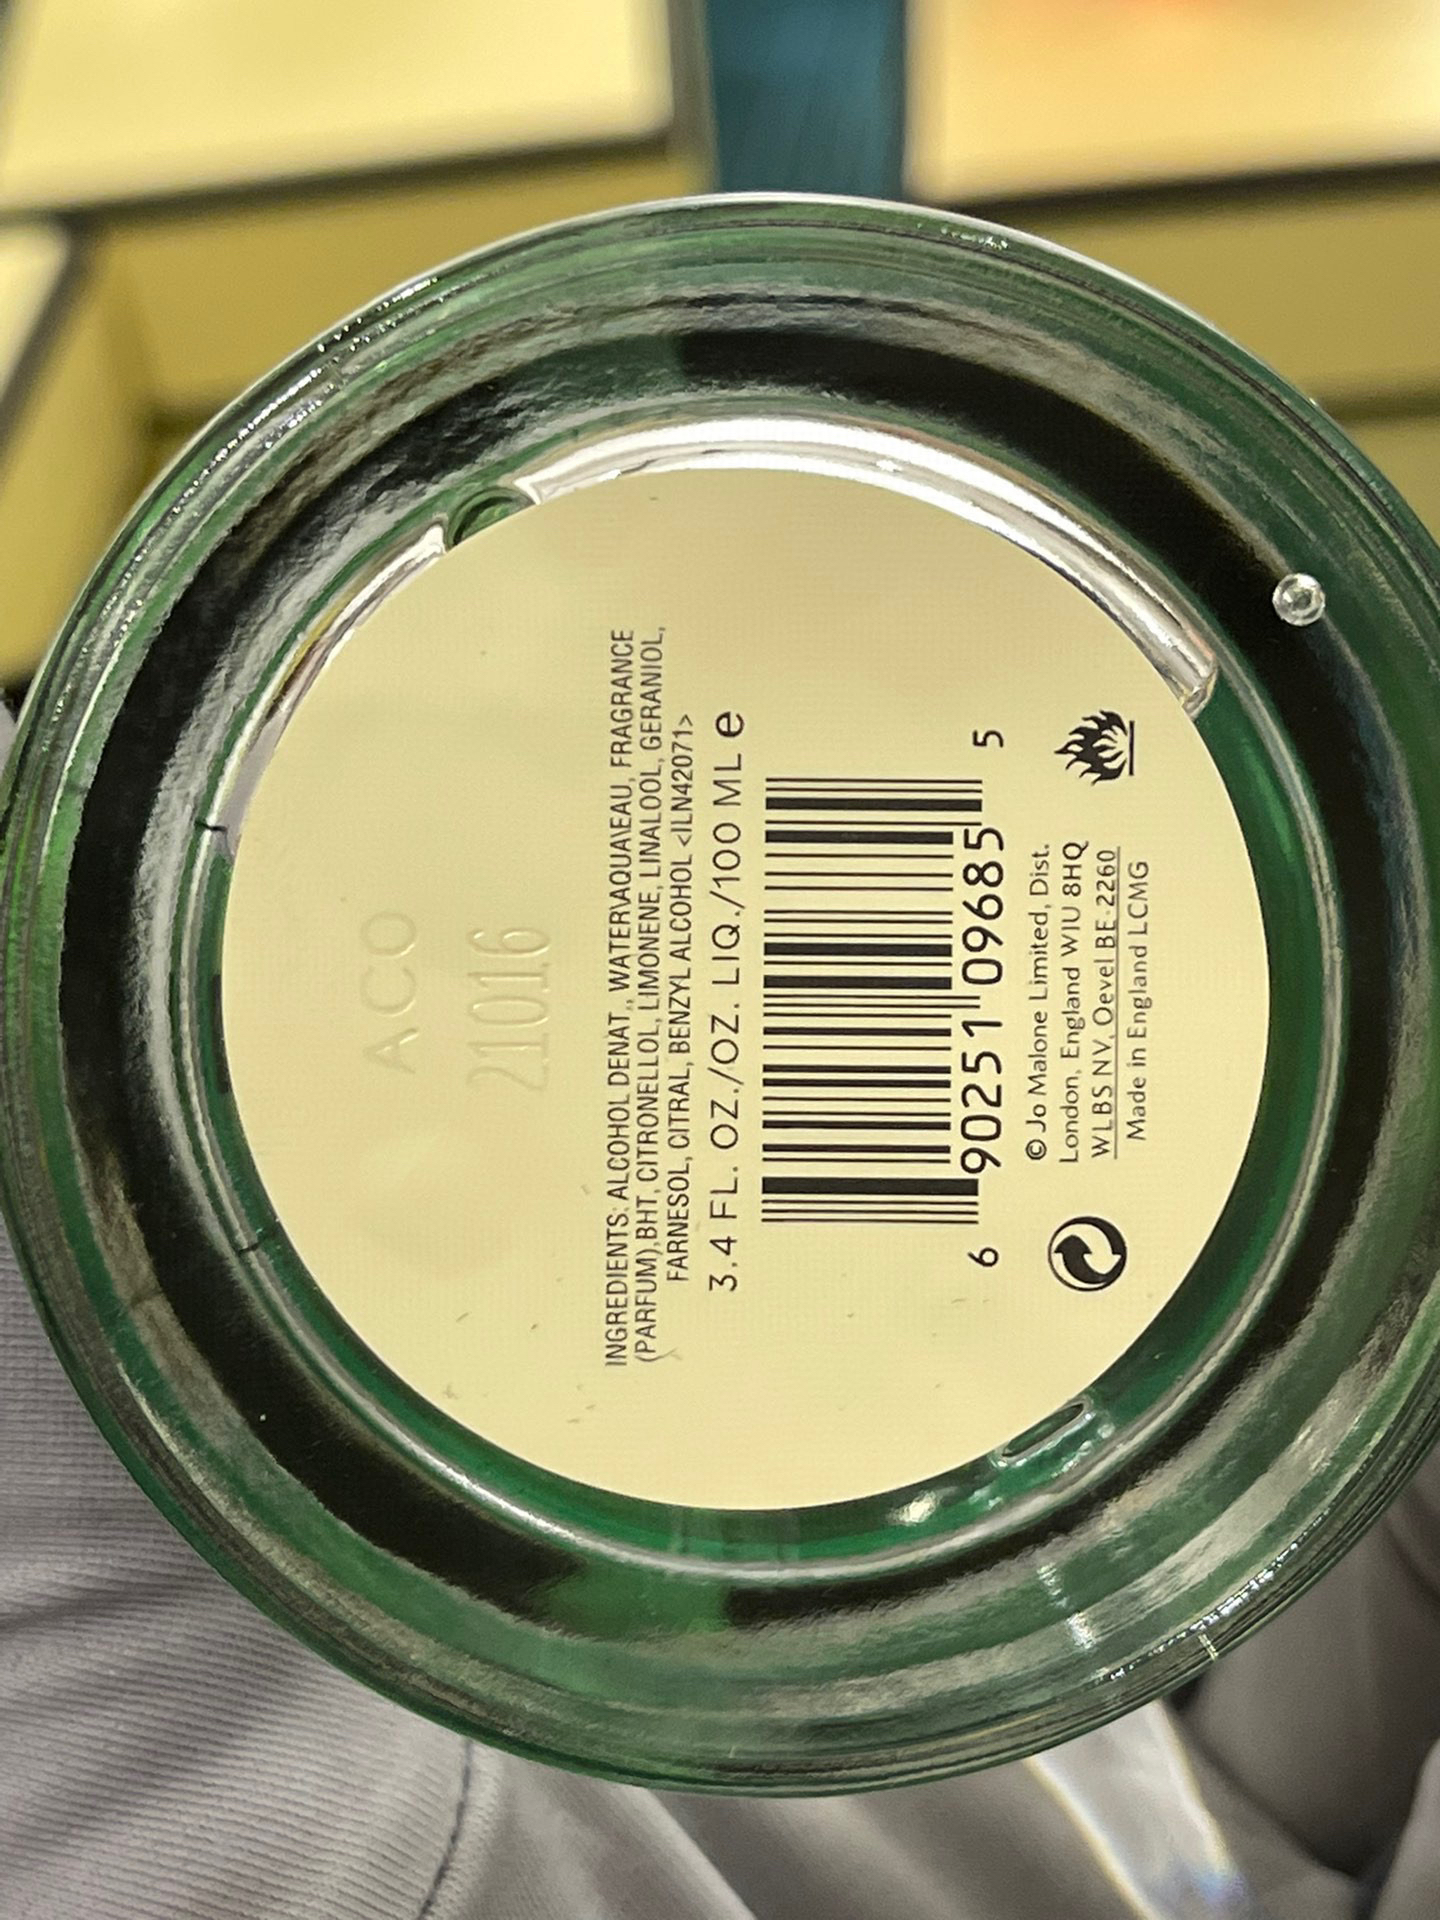 ACO
21016
INGREDIENTS: ALCOHOL DENAT., WATER\AQUA\EAU, FRAGRANCE
(PARFUM), BHT, CITRONELLOL, LIMONENE, LINALOOL, GERANIOL,
FARNESOL, CITRAL, BENZYL ALCOHOL <ILN42071>
3.4 FL. OZ./OZ. LIQ./100 ML e
6 90251 09685 5
© Jo Malone Limited, Dist.
London, England W1U 8HQ
WLBS NV, Oevel BE-2260
Made in England LCMG